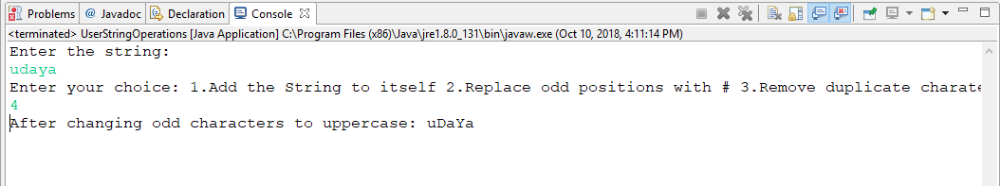 Problems @ Javadoc Declaration Console
<terminated> UserStringOperations [Java Application] C:\Program Files (x86)\Java\jre1.8.0_131\bin\javaw.exe (Oct 10, 2018, 4:11:14 PM)
Enter the string:
udaya
Enter your choice: 1.Add the String to itself 2.Replace odd positions with # 3.Remove duplicate charate
4
After changing odd characters to uppercase: uDaYa